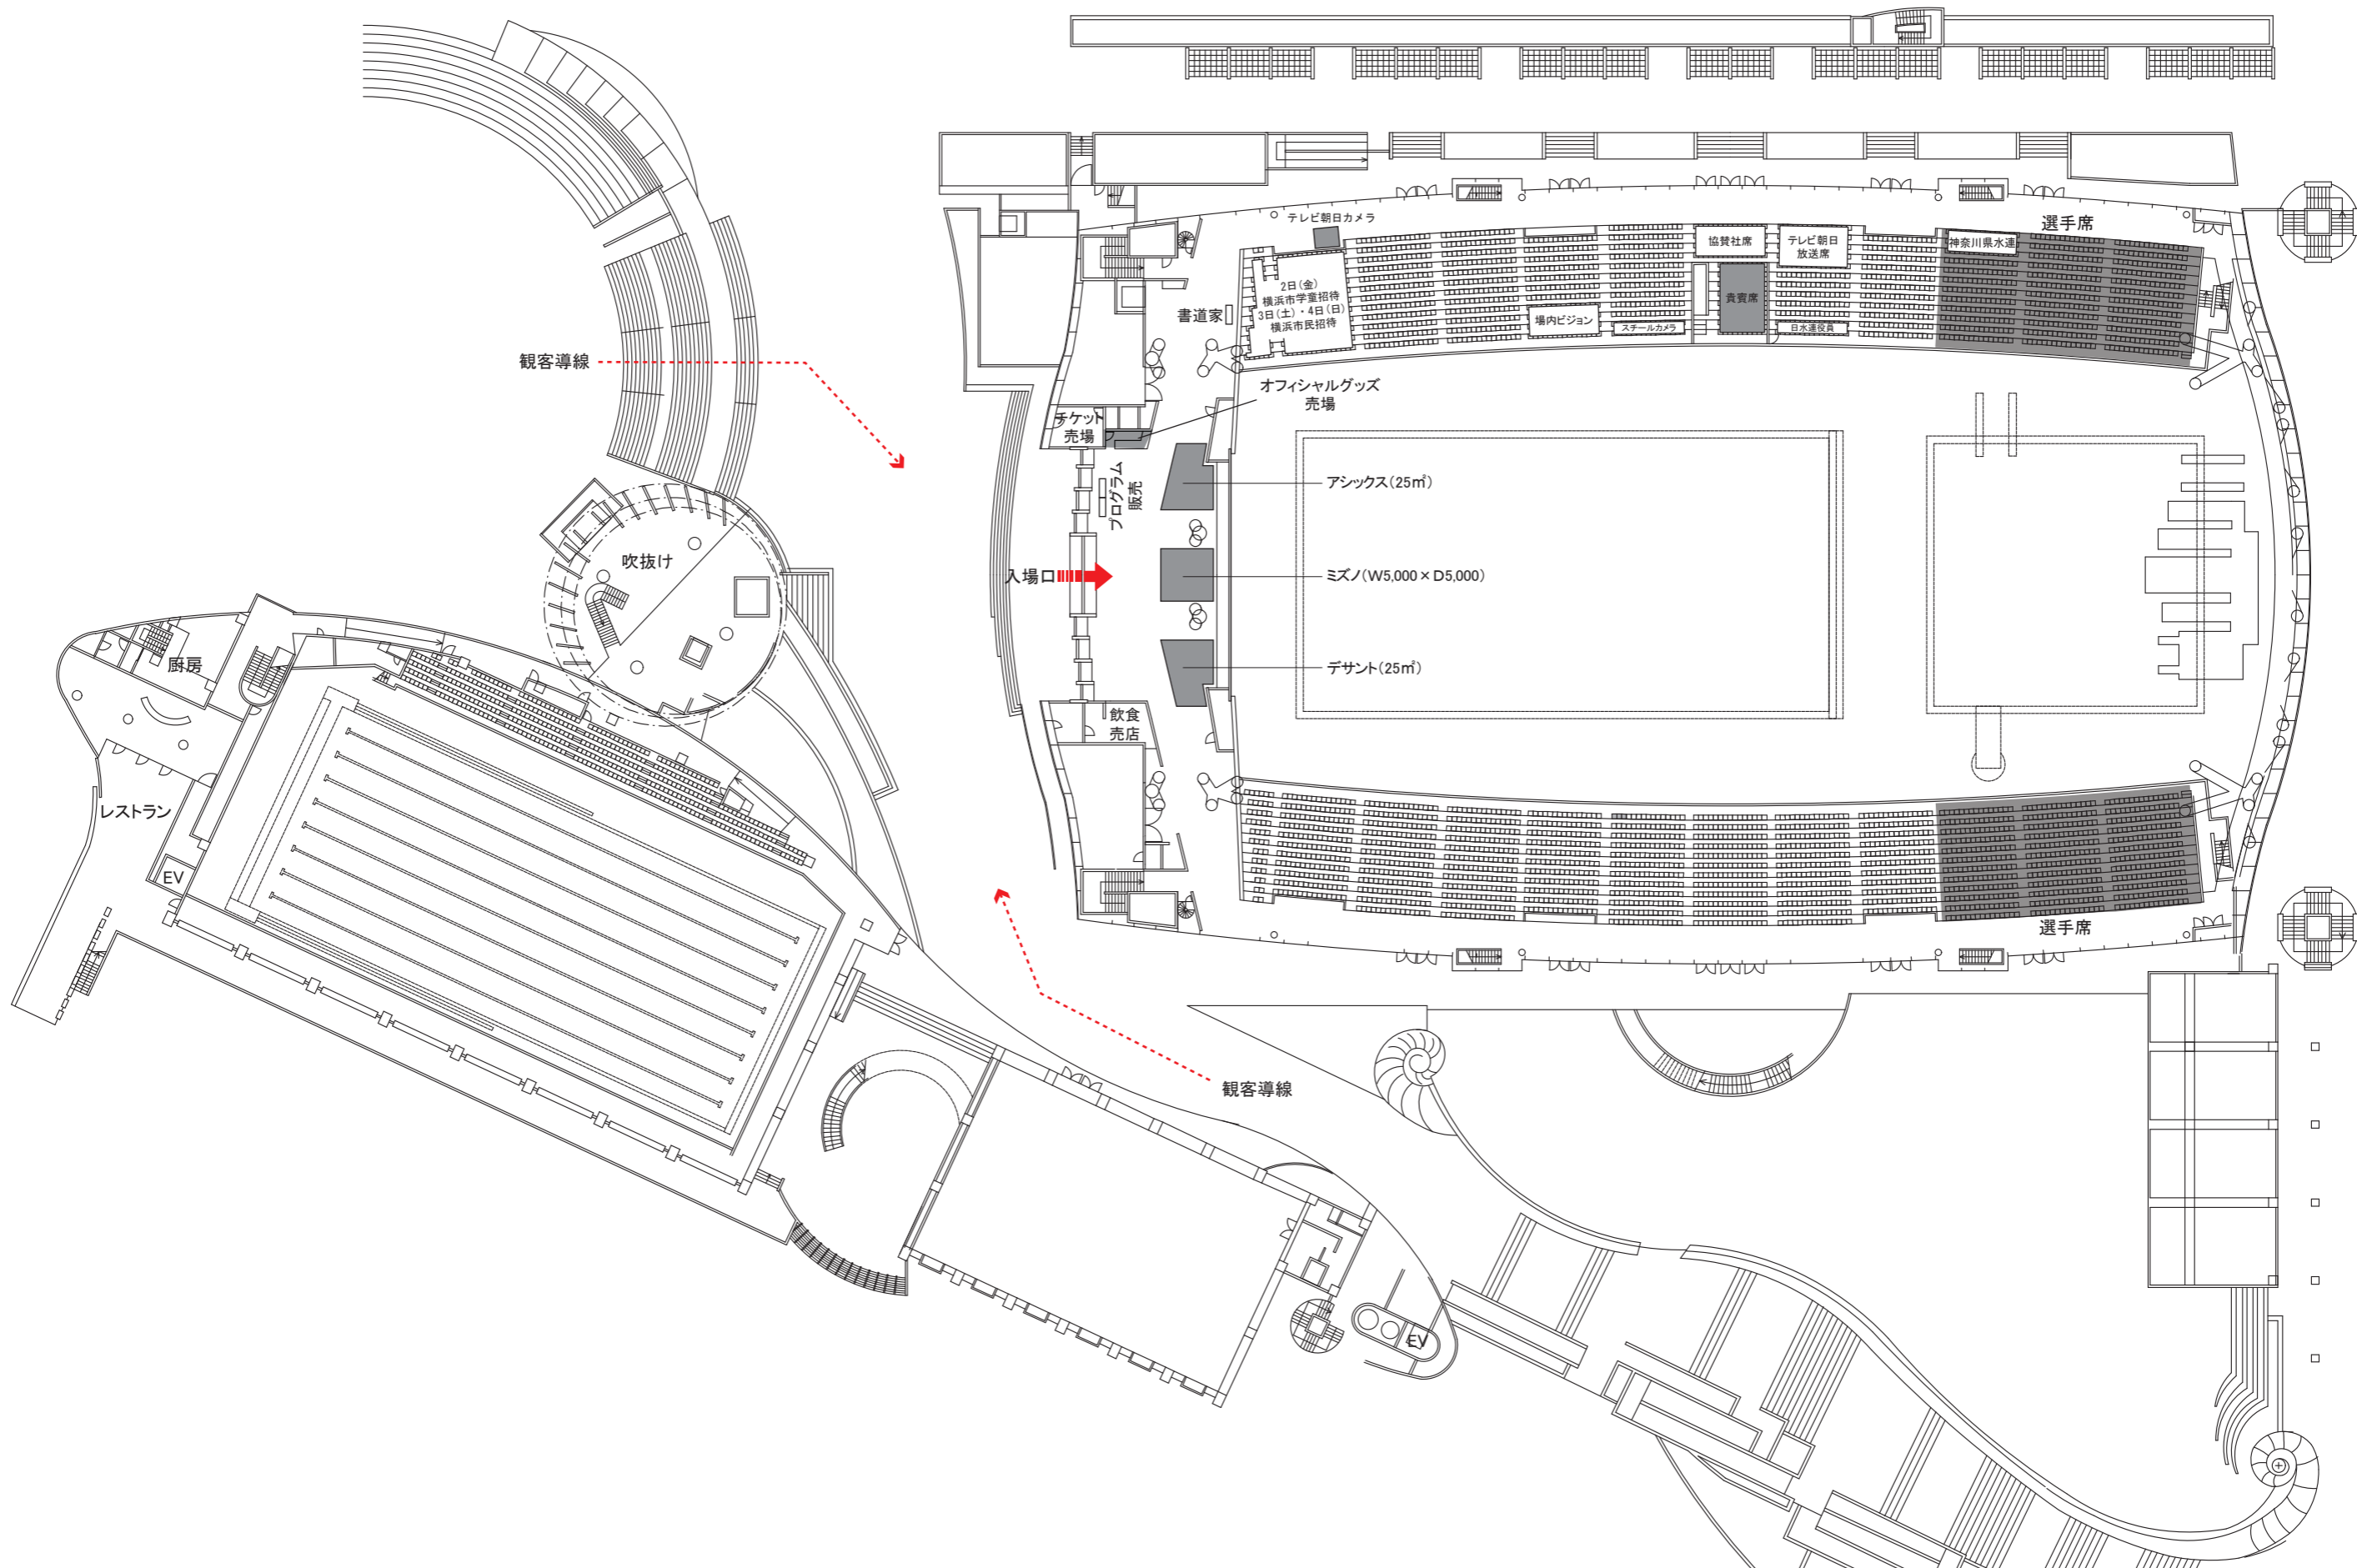 テレビ朝日カメラ
選手席
協賛社席
テレビ朝日
放送席
神奈川県水連
2日(金)
横浜市学童招待
3日(土)・4日(日)
横浜市民招待
貴賓席
書道家
場内ビジョン
スチールカメラ
日水連役員
観客導線
オフィシャルグッズ
売場
チケット
売場
プログラム
販売
アシックス(25㎡)
吹抜け
入場口
ミズノ(W5,000×D5,000)
厨房
デサント(25㎡)
飲食
売店
レストラン
EV
選手席
観客導線
EV